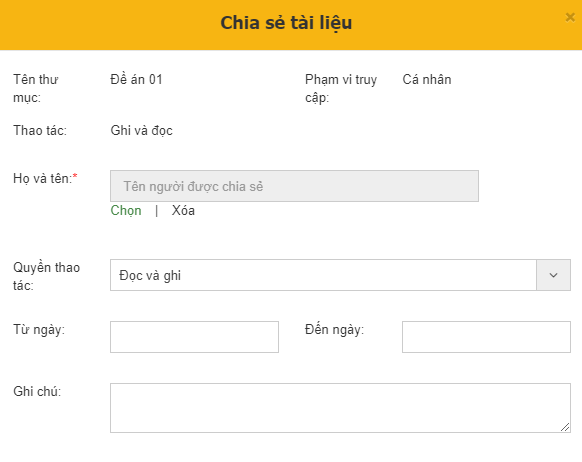 Chia sẻ tài liệu
×
Tên thư mục: Đề án 01 Phạm vi truy cập: Cá nhân
Thao tác: Ghi và đọc
Họ và tên:* Tên người được chia sẻ
Chọn | Xóa
Quyền thao tác: Đọc và ghi
Từ ngày: Đến ngày:
Ghi chú: